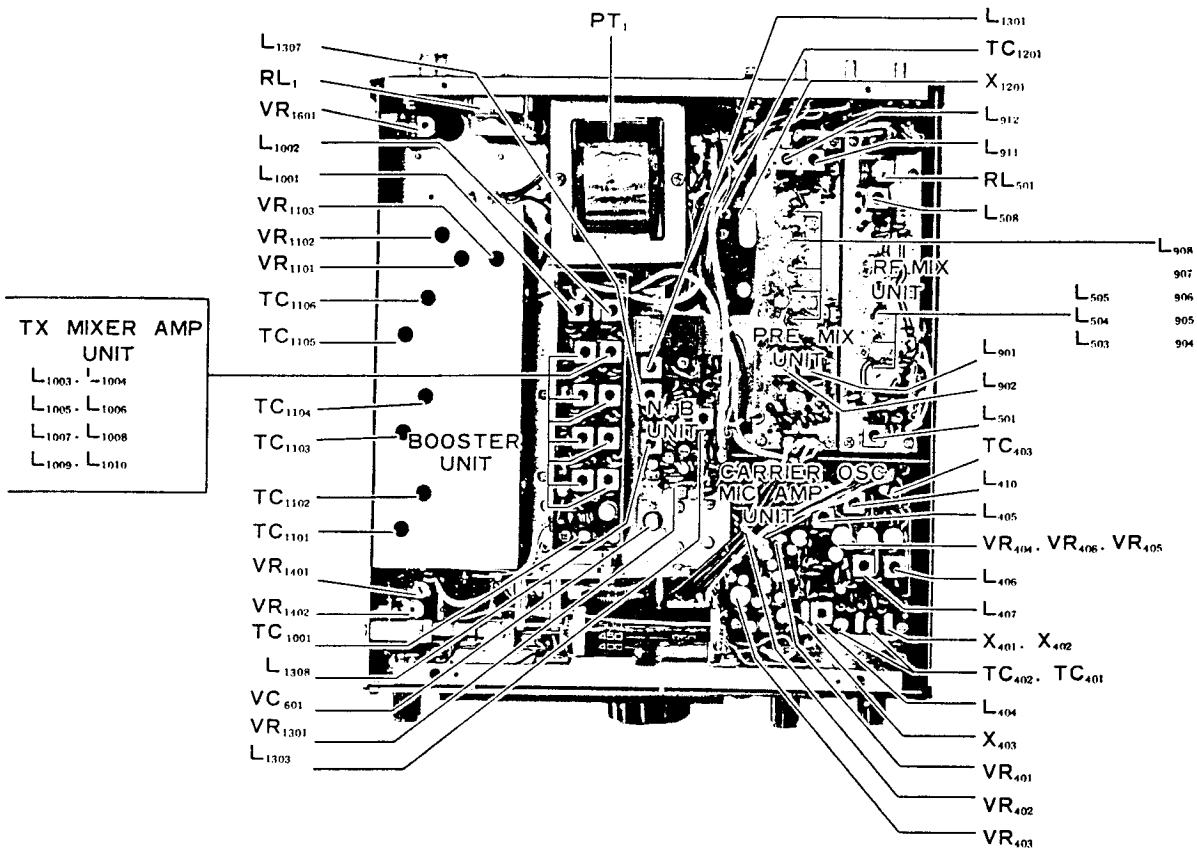 PT₁
L₁₃₀₇
RL₁
VR₁₆₀₁
L₁₀₀₂
L₁₀₀₁
VR₁₁₀₃
VR₁₁₀₂
VR₁₁₀₁
TC₁₁₀₆
TC₁₁₀₅
TX MIXER AMP
UNIT
L₁₀₀₃. L₁₀₀₄
L₁₀₀₅. L₁₀₀₆
L₁₀₀₇. L₁₀₀₈
L₁₀₀₉. L₁₀₁₀
TC₁₁₀₄
TC₁₁₀₃
TC₁₁₀₂
TC₁₁₀₁
VR₁₄₀₁
VR₁₄₀₂
TC₁₀₀₁
L₁₃₀₈
VC₆₀₁
VR₁₃₀₁
L₁₃₀₃
BOOSTER
UNIT
N B
UNIT
PRE MIX
UNIT
RF MIX
UNIT
CARRIER OSC
MIC AMP
UNIT
L₁₃₀₁
TC₁₂₀₁
X₁₂₀₁
L₉₁₂
L₉₁₁
RL₅₀₁
L₅₀₈
L₉₀₈
₉₀₇
L₅₀₅ ₉₀₆
L₅₀₄ ₉₀₅
L₅₀₃ ₉₀₄
L₉₀₁
L₉₀₂
L₅₀₁
TC₄₀₃
L₄₁₀
L₄₀₅
VR₄₀₄. VR₄₀₆. VR₄₀₅
L₄₀₆
L₄₀₇
X₄₀₁. X₄₀₂
TC₄₀₂. TC₄₀₁
L₄₀₄
X₄₀₃
VR₄₀₁
VR₄₀₂
VR₄₀₃